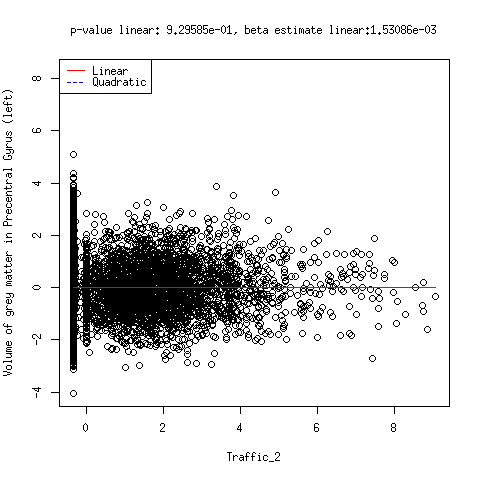 p-value linear: 9.29585e-01, beta estimate linear:1.53086e-03
Linear
Quadratic
Volume of grey matter in Precentral Gyrus (left)
8
6
4
2
0
-2
-4
0 2 4 6 8
Traffic_2